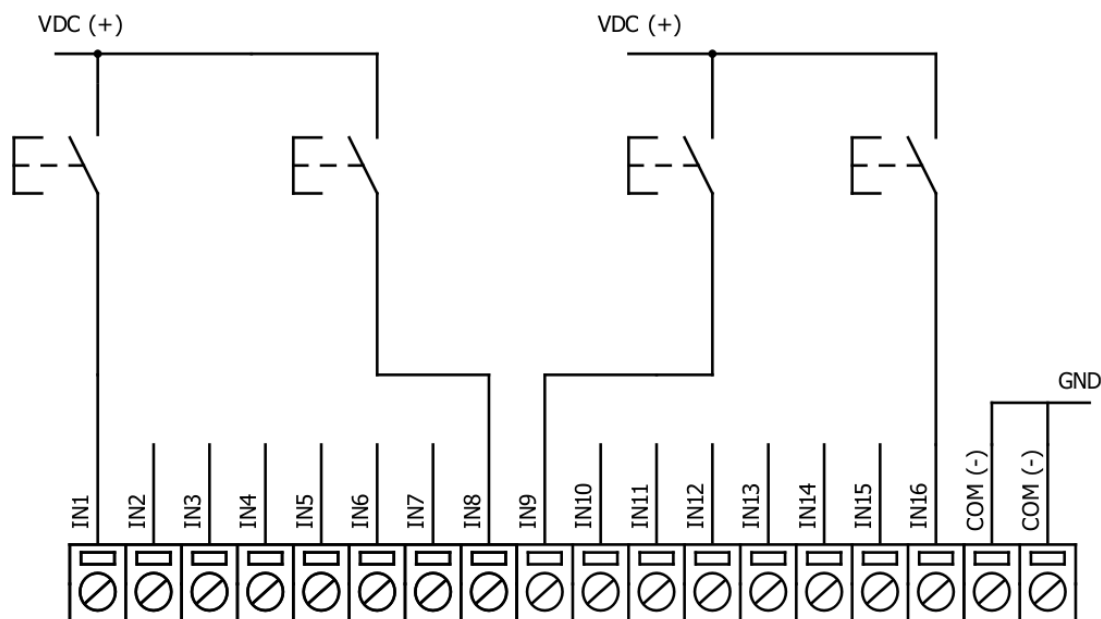 VDC (+)
VDC (+)
GND
IN1
IN2
IN3
IN4
IN5
IN6
IN7
IN8
IN9
IN10
IN11
IN12
IN13
IN14
IN15
IN16
COM (-)
COM (-)